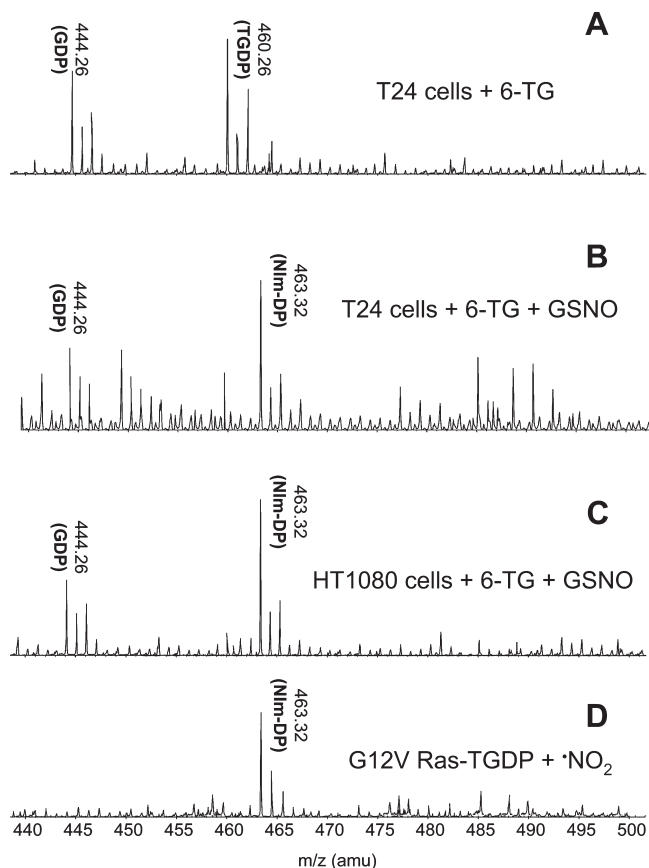 A
444.26
(GDP)
460.26
(TGDP)
T24 cells + 6-TG
B
444.26
(GDP)
463.32
(NIm-DP)
T24 cells + 6-TG + GSNO
C
444.26
(GDP)
463.32
(NIm-DP)
HT1080 cells + 6-TG + GSNO
D
463.32
(NIm-DP)
G12V Ras-TGDP + •NO₂
440 445 450 455 460 465 470 475 480 485 490 495 500
m/z (amu)